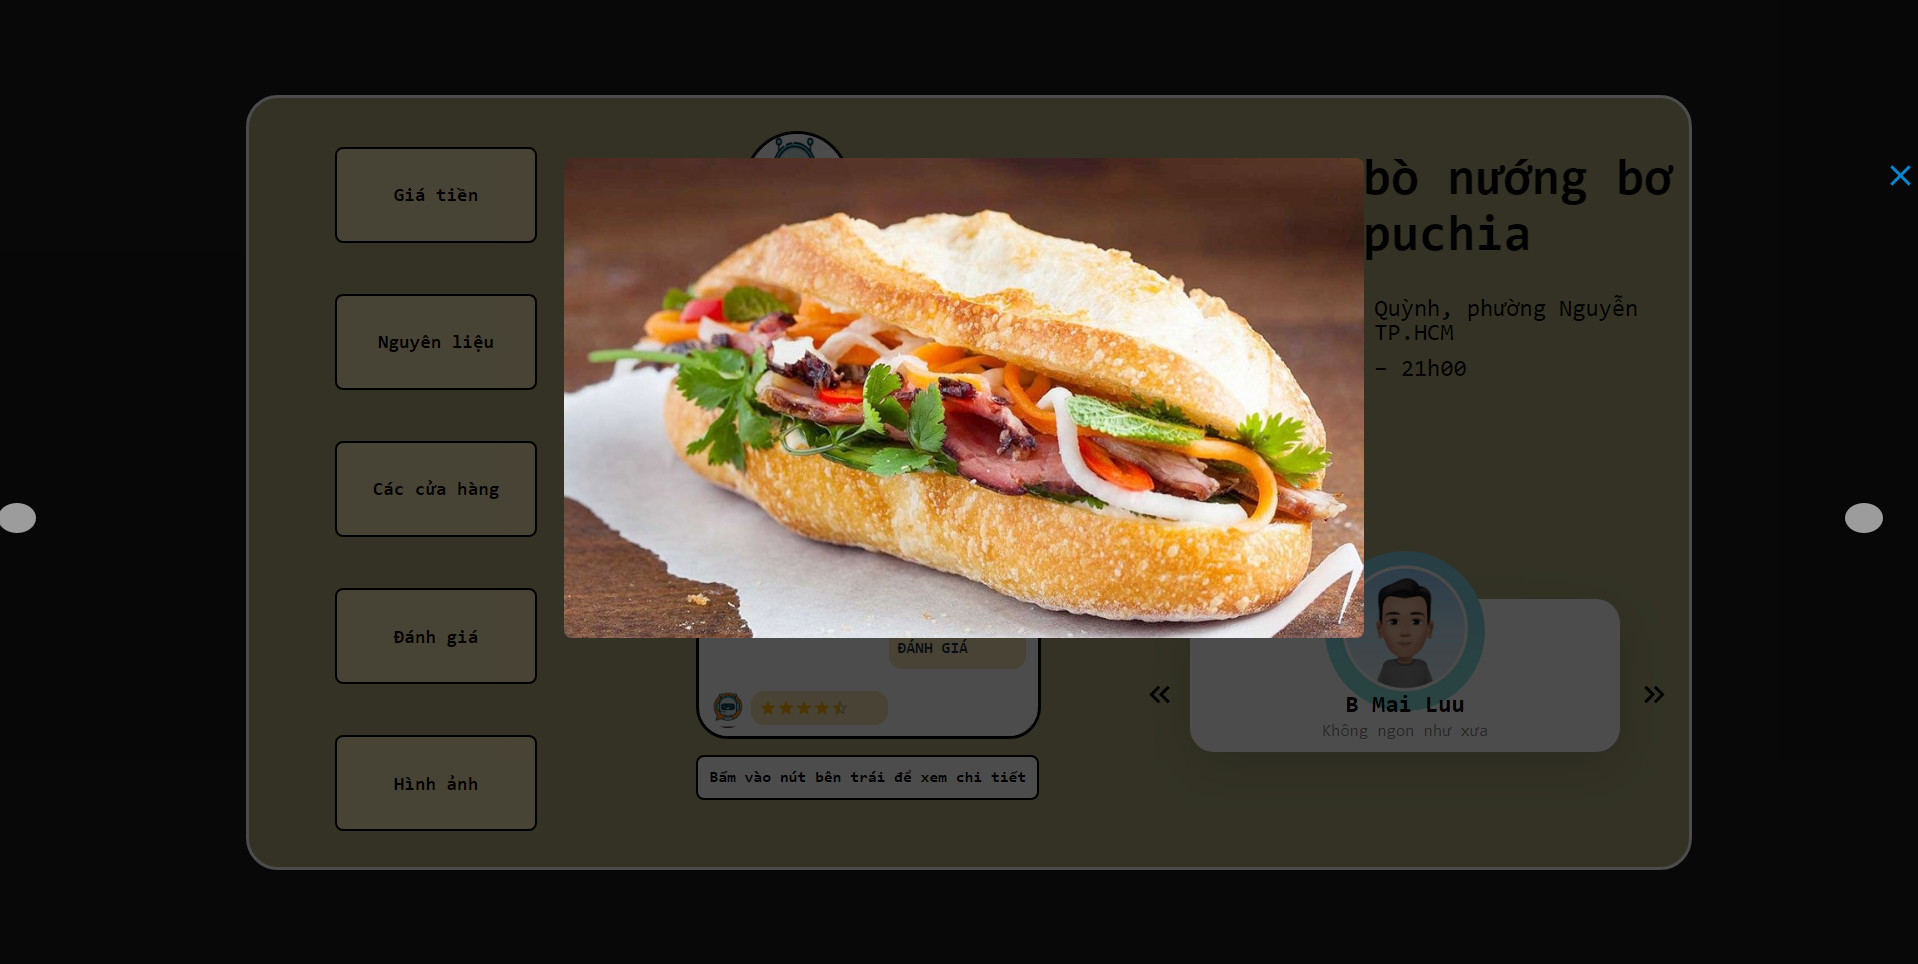 Giá tiền
Nguyên liệu
Các cửa hàng
Đánh giá
Hình ảnh
bò nướng bơ
puchia
Quỳnh, phường Nguyễn
TP.HCM
– 21h00
ĐÁNH GIÁ
Bấm vào nút bên trái để xem chi tiết
B Mai Luu
Không ngon như xưa